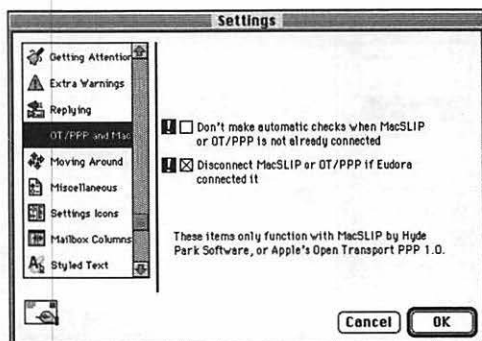 Settings
Getting Attention
Extra Warnings
Replying
OT/PPP and Mac
Moving Around
Miscellaneous
Settings Icons
Mailbox Columns
Styled Text
Don't make automatic checks when MacSLIP
or OT/PPP is not already connected
Disconnect MacSLIP or OT/PPP if Eudora
connected it
These items only function with MacSLIP by Hyde
Park Software, or Apple's Open Transport PPP 1.0.
Cancel
OK